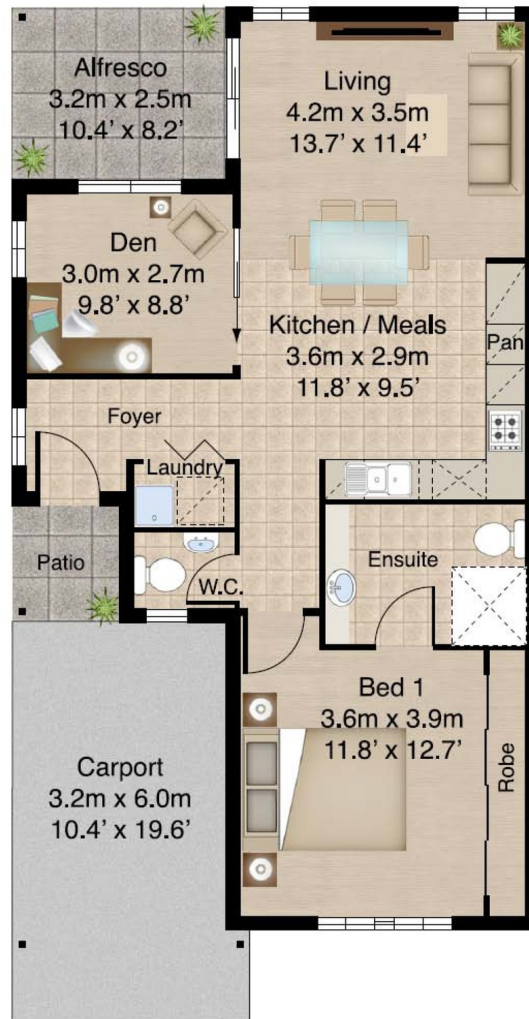 Alfresco
3.2m x 2.5m
10.4' x 8.2'
Living
4.2m x 3.5m
13.7' x 11.4'
Den
3.0m x 2.7m
9.8' x 8.8'
Kitchen / Meals
3.6m x 2.9m
11.8' x 9.5'
Pan
Foyer
Laundry
Patio
W.C.
Ensuite
Bed 1
3.6m x 3.9m
11.8' x 12.7'
Robe
Carport
3.2m x 6.0m
10.4' x 19.6'